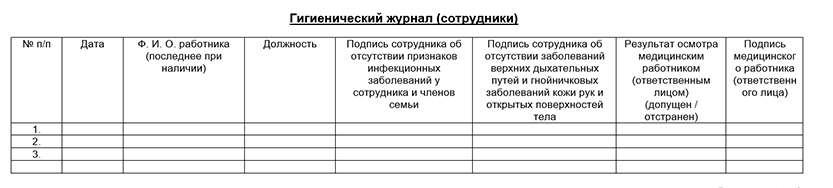 Гигиенический журнал (сотрудники)
№ п/п
Дата
Ф. И. О. работника
(последнее при
наличии)
Должность
Подпись сотрудника об
отсутствии признаков
инфекционных
заболеваний у
сотрудника и членов
семьи
Подпись сотрудника об
отсутствии заболеваний
верхних дыхательных
путей и гнойничковых
заболеваний кожи рук и
открытых поверхностей
тела
Результат осмотра
медицинским
работником
(ответственным
лицом)
(допущен /
отстранен)
Подпись
медицинског
о работника
(ответственн
ого лица)
1.
2.
3.